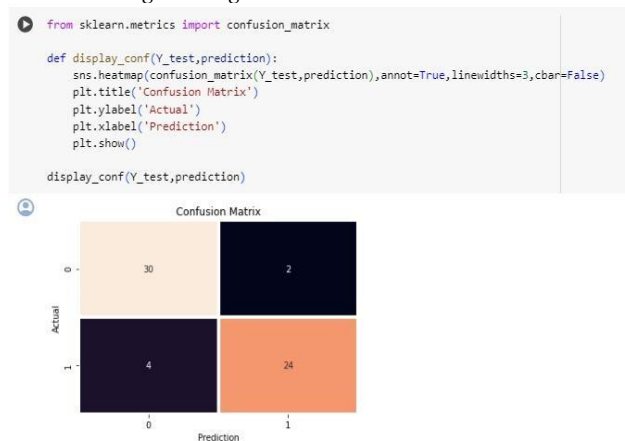 from sklearn.metrics import confusion_matrix
def display_conf(Y_test,prediction):
    sns.heatmap(confusion_matrix(Y_test,prediction),annot=True,linewidths=3,cbar=False)
    plt.title('Confusion Matrix')
    plt.ylabel('Actual')
    plt.xlabel('Prediction')
    plt.show()
display_conf(Y_test,prediction)
Confusion Matrix
0
30
2
Actual
1
4
24
0
1
Prediction